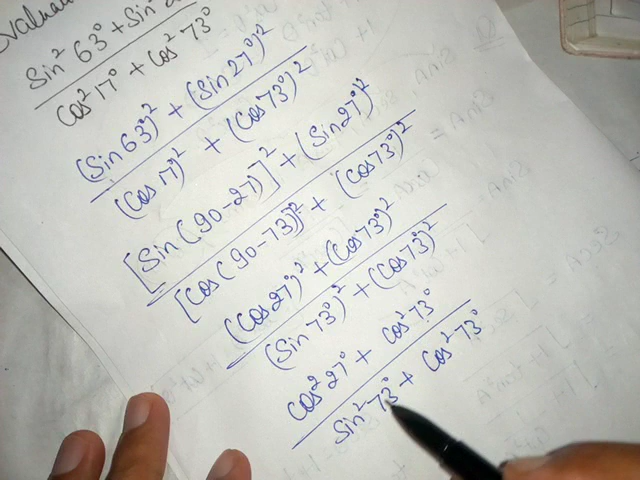 sin² 63° + sin²
cos² 17° + cos² 73°
(sin 63°)² + (sin 27°)²
(cos 17)² + (cos 73°)²
[sin (90-27)]² + (sin 27°)²
[cos (90-73)]² + (cos 73°)²
(cos 27°)² + (cos 73°)²
(sin 73°)² + (cos 73°)²
cos² 27° + cos² 73°
sin² 73° + cos² 73°